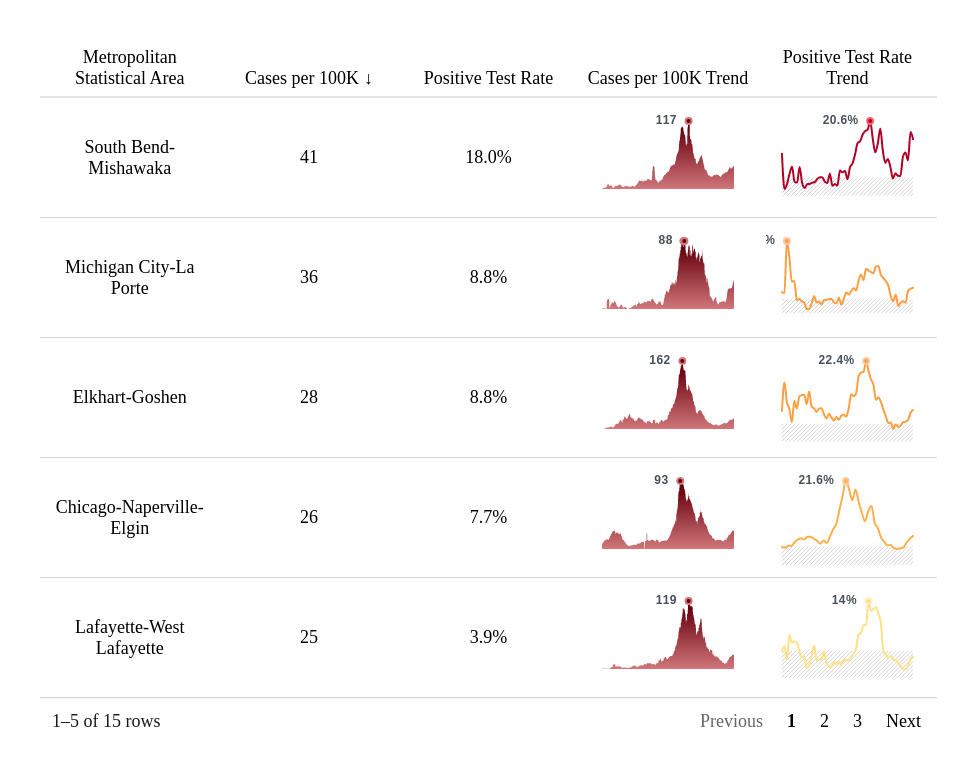 Metropolitan
Statistical Area
Cases per 100K ↓
Positive Test Rate
Cases per 100K Trend
Positive Test Rate
Trend
South Bend-
Mishawaka
41
18.0%
117
20.6%
Michigan City-La
Porte
36
8.8%
88
%
Elkhart-Goshen
28
8.8%
162
22.4%
Chicago-Naperville-
Elgin
26
7.7%
93
21.6%
Lafayette-West
Lafayette
25
3.9%
119
14%
1–5 of 15 rows
Previous 1 2 3 Next